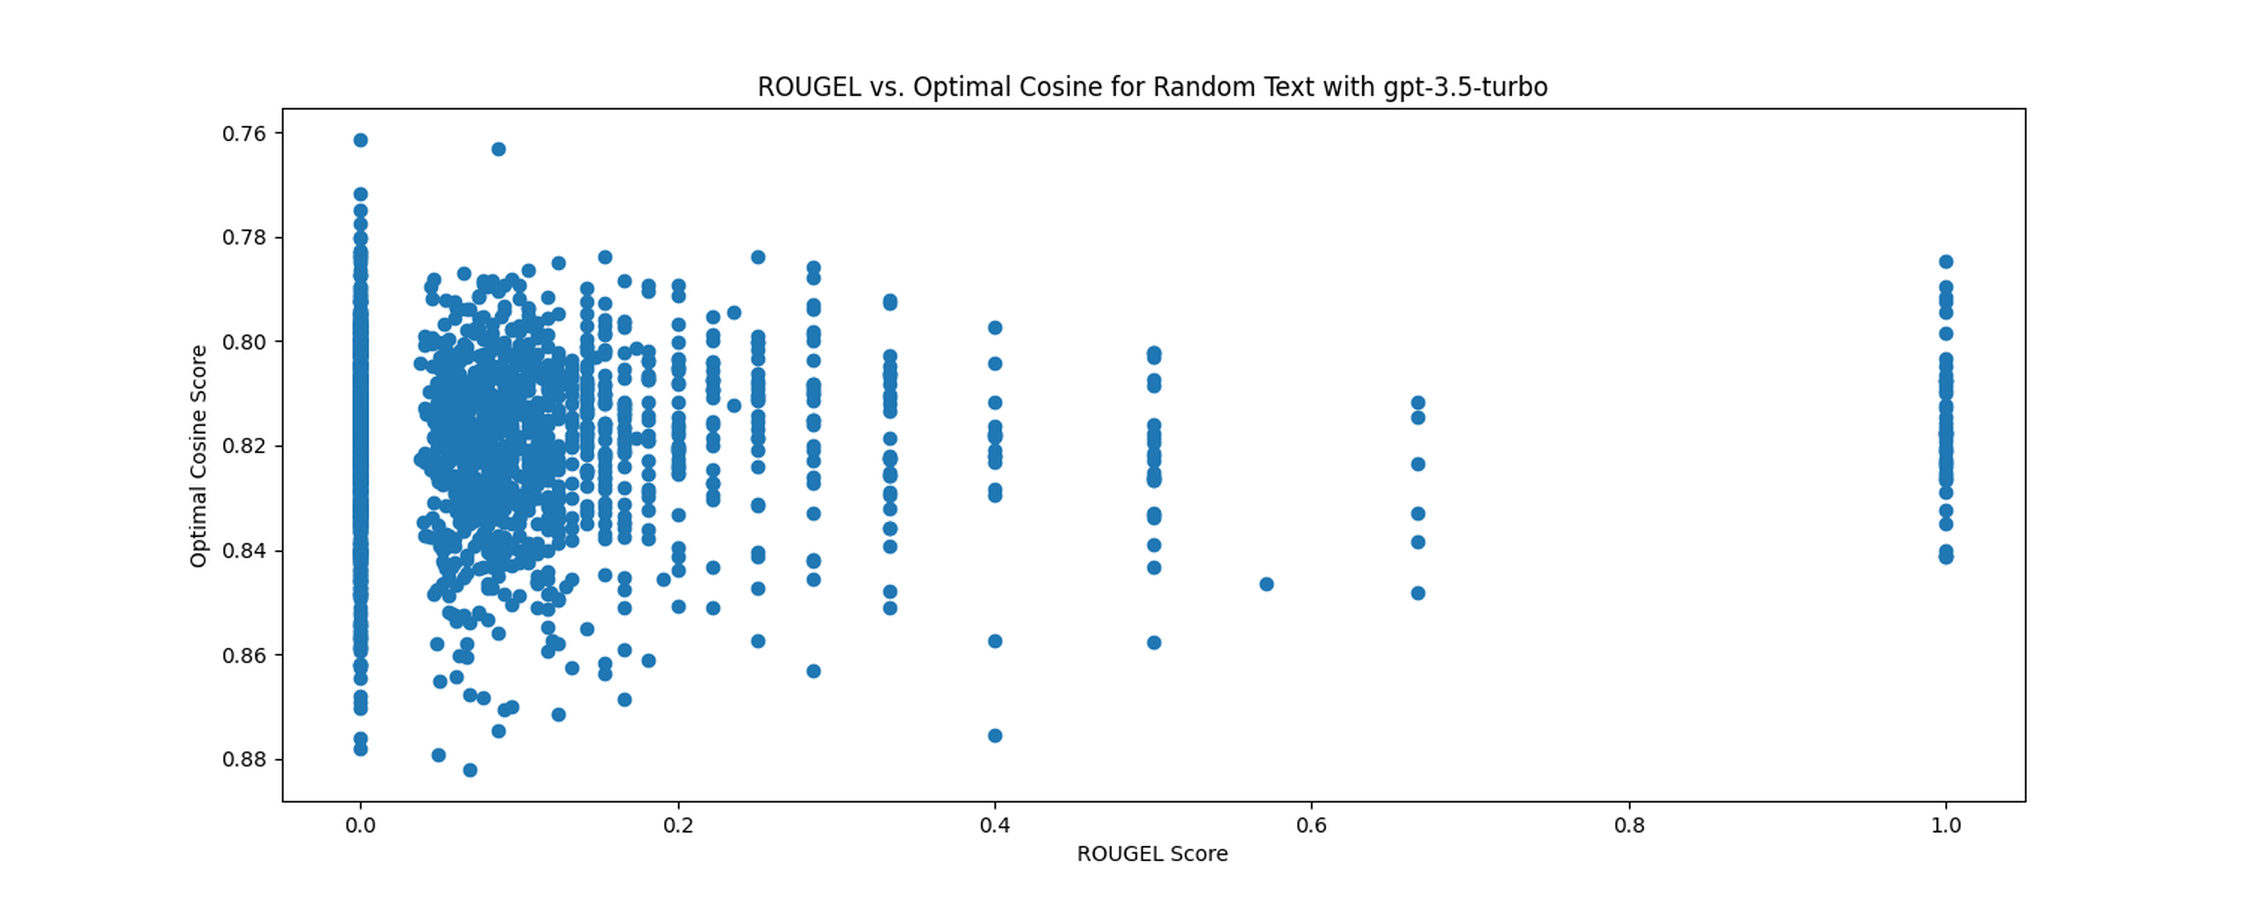 ROUGEL vs. Optimal Cosine for Random Text with gpt-3.5-turbo
Optimal Cosine Score
0.76
0.78
0.80
0.82
0.84
0.86
0.88
0.0 0.2 0.4 0.6 0.8 1.0
ROUGEL Score